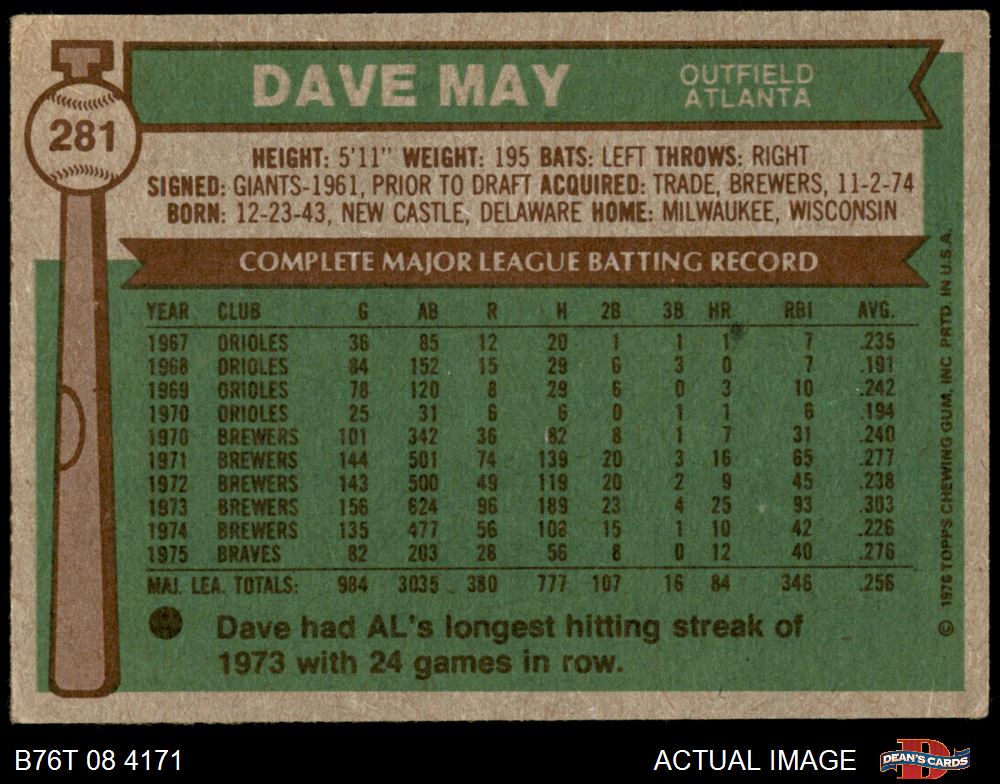 DAVE MAY
OUTFIELD
ATLANTA
281
HEIGHT: 5'11" WEIGHT: 195 BATS: LEFT THROWS: RIGHT
SIGNED: GIANTS-1961, PRIOR TO DRAFT ACQUIRED: TRADE, BREWERS, 11-2-74
BORN: 12-23-43, NEW CASTLE, DELAWARE HOME: MILWAUKEE, WISCONSIN
COMPLETE MAJOR LEAGUE BATTING RECORD
YEAR CLUB G AB R H 2B 3B HR RBI AVG.
1967 ORIOLES 36 85 12 20 1 1 1 7 .235
1968 ORIOLES 84 152 15 29 6 3 0 7 .191
1969 ORIOLES 78 120 8 29 6 0 3 10 .242
1970 ORIOLES 25 31 6 6 0 1 1 6 .194
1970 BREWERS 101 342 36 82 8 1 7 31 .240
1971 BREWERS 144 501 74 139 20 3 16 65 .277
1972 BREWERS 143 500 49 119 20 2 9 45 .238
1973 BREWERS 156 624 96 189 23 4 25 93 .303
1974 BREWERS 135 477 56 108 15 1 10 42 .226
1975 BRAVES 82 203 28 56 8 0 12 40 .276
MAJ. LEA. TOTALS: 984 3035 380 777 107 16 84 346 .256
Dave had AL's longest hitting streak of
1973 with 24 games in row.
© 1976 TOPPS CHEWING GUM, INC. PRTD. IN U.S.A.
B76T 08 4171
ACTUAL IMAGE
D
DEAN'S CARDS